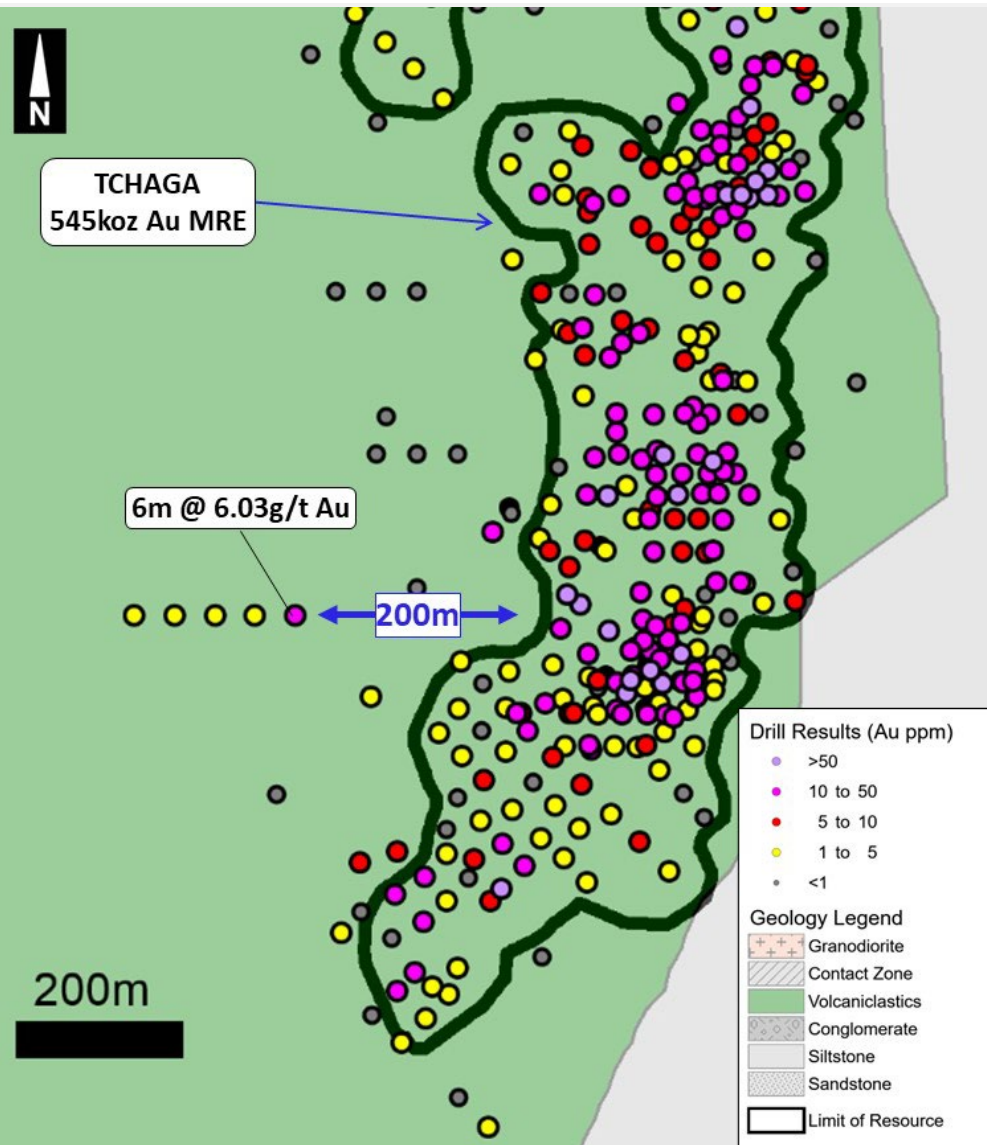 N
TCHAGA
545koz Au MRE
6m @ 6.03g/t Au
200m
200m
Drill Results (Au ppm)
>50
10 to 50
5 to 10
1 to 5
<1
Geology Legend
Granodiorite
Contact Zone
Volcaniclastics
Conglomerate
Siltstone
Sandstone
Limit of Resource